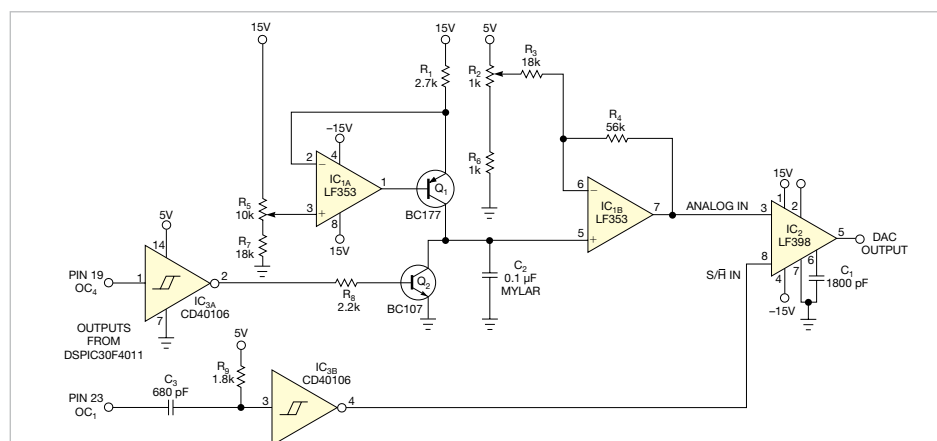 15V
15V
5V
R1
2.7k
R2
1k
R3
18k
R4
56k
−15V
4
2
−
IC1A
LF353
1
3
+
8
15V
Q1
BC177
R5
10k
R7
18k
R6
1k
6
−
IC1B
LF353
7
5
+
ANALOG IN
15V
1
2
3
IC2
LF398
5
DAC
OUTPUT
S/H̅ IN
8
7
6
4
−15V
C1
1800 pF
5V
14
PIN 19
OC4
1
2
IC3A
CD40106
7
R8
2.2k
Q2
BC107
C2
0.1 µF
MYLAR
OUTPUTS
FROM
DSPIC30F4011
5V
R9
1.8k
IC3B
CD40106
C3
680 pF
PIN 23
OC1
3
4